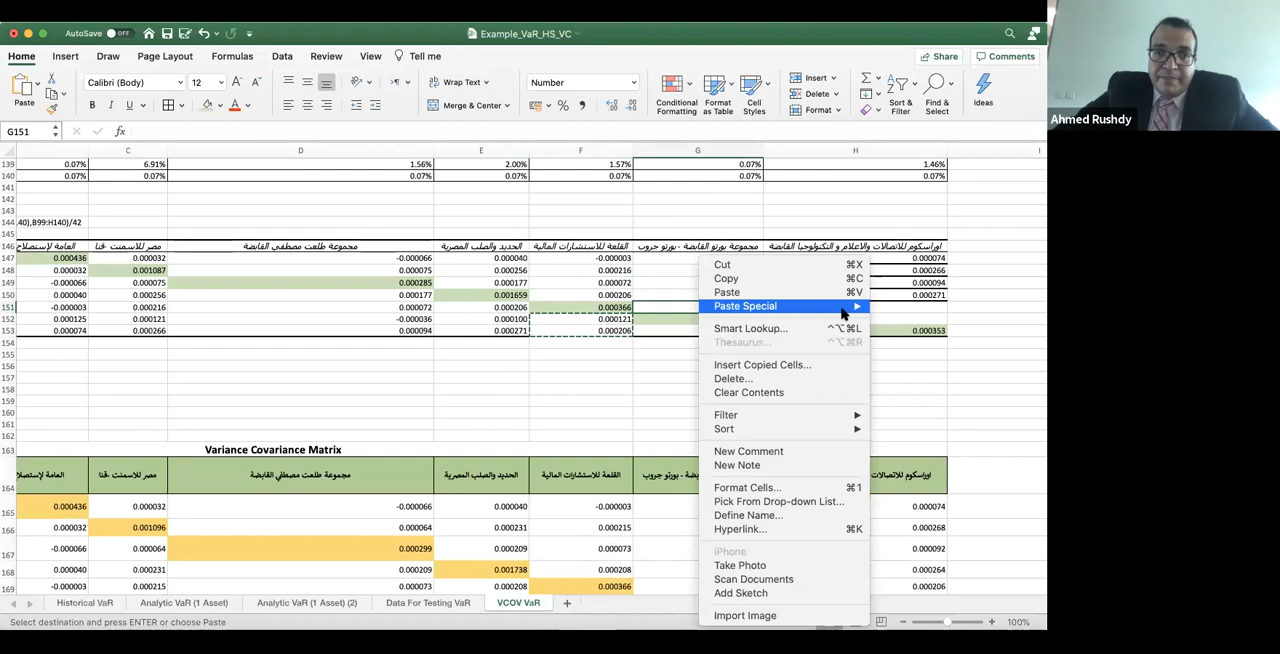 AutoSave OFF
Example_VaR_HS_VC
Home Insert Draw Page Layout Formulas Data Review View Tell me Share Comments
Paste Calibri (Body) 12 Wrap Text Number Insert
B I U Merge & Center Delete Format
Conditional Formatting Format as Table Cell Styles Sort & Filter Find & Select Ideas
G151 fx
C D E F G H I
139 0.07% 6.91% 1.56% 2.00% 1.57% 0.07% 1.46%
140 0.07% 0.07% 0.07% 0.07% 0.07% 0.07% 0.07%
141
142
143
144 .40),B99:H140)/42
145
146 العامة لإستصلاح مصر للاسمنت -قنا مجموعة طلعت مصطفى القابضة الحديد والصلب المصرية القلعة للاستشارات المالية مجموعة بورتو القابضة - بورتو جروب اوراسكوم للاتصالات والاعلام و التكنولوجيا القابضة
147 0.000436 0.000032 -0.000066 0.000040 -0.000003 0.000074
148 0.000032 0.001087 0.000075 0.000256 0.000216 0.000266
149 -0.000066 0.000075 0.000285 0.000177 0.000072 0.000094
150 0.000040 0.000256 0.000177 0.001659 0.000206 0.000271
151 -0.000003 0.000216 0.000072 0.000206 0.000366
152 0.000125 0.000121 -0.000036 0.000100 0.000121
153 0.000074 0.000266 0.000094 0.000271 0.000206 0.000353
154
155
156
157
158
159
160
161
162
163 Variance Covariance Matrix
164 العامة لإستصلاح مصر للاسمنت -قنا مجموعة طلعت مصطفي القابضة الحديد والصلب المصرية القلعة للاستشارات المالية بضة - بورتو جروب اوراسكوم للاتصالات
165 0.000436 0.000032 -0.000066 0.000040 -0.000003 0.000074
166 0.000032 0.001096 0.000064 0.000231 0.000215 0.000268
167 -0.000066 0.000064 0.000299 0.000209 0.000073 0.000092
168 0.000040 0.000231 0.000209 0.001738 0.000208 0.000264
169 -0.000003 0.000215 0.000073 0.000208 0.000366 0.000206
Cut ⌘X
Copy ⌘C
Paste ⌘V
Paste Special
Smart Lookup... ^⌥⌘L
Thesaurus... ^⌥⌘R
Insert Copied Cells...
Delete...
Clear Contents
Filter
Sort
New Comment
New Note
Format Cells... ⌘1
Pick From Drop-down List...
Define Name...
Hyperlink...
iPhone
Take Photo
Scan Documents
Add Sketch
Import Image
Historical VaR Analytic VaR (1 Asset) Analytic VaR (1 Asset) (2) Data For Testing VaR VCOV VaR
Select destination and press ENTER or choose Paste 100%
Ahmed Rushdy